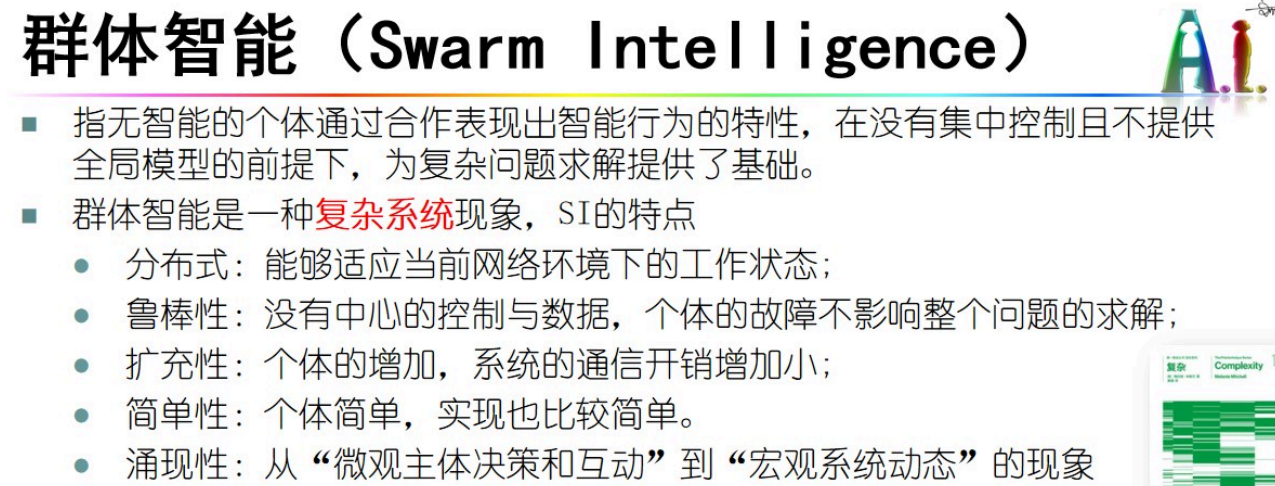 群体智能（Swarm Intelligence）
A.I.
指无智能的个体通过合作表现出智能行为的特性，在没有集中控制且不提供
全局模型的前提下，为复杂问题求解提供了基础。
群体智能是一种复杂系统现象，SI的特点
分布式：能够适应当前网络环境下的工作状态；
鲁棒性：没有中心的控制与数据，个体的故障不影响整个问题的求解；
扩充性：个体的增加，系统的通信开销增加小；
简单性：个体简单，实现也比较简单。
涌现性：从“微观主体决策和互动”到“宏观系统动态”的现象
复杂
Complexity
Melanie Mitchell